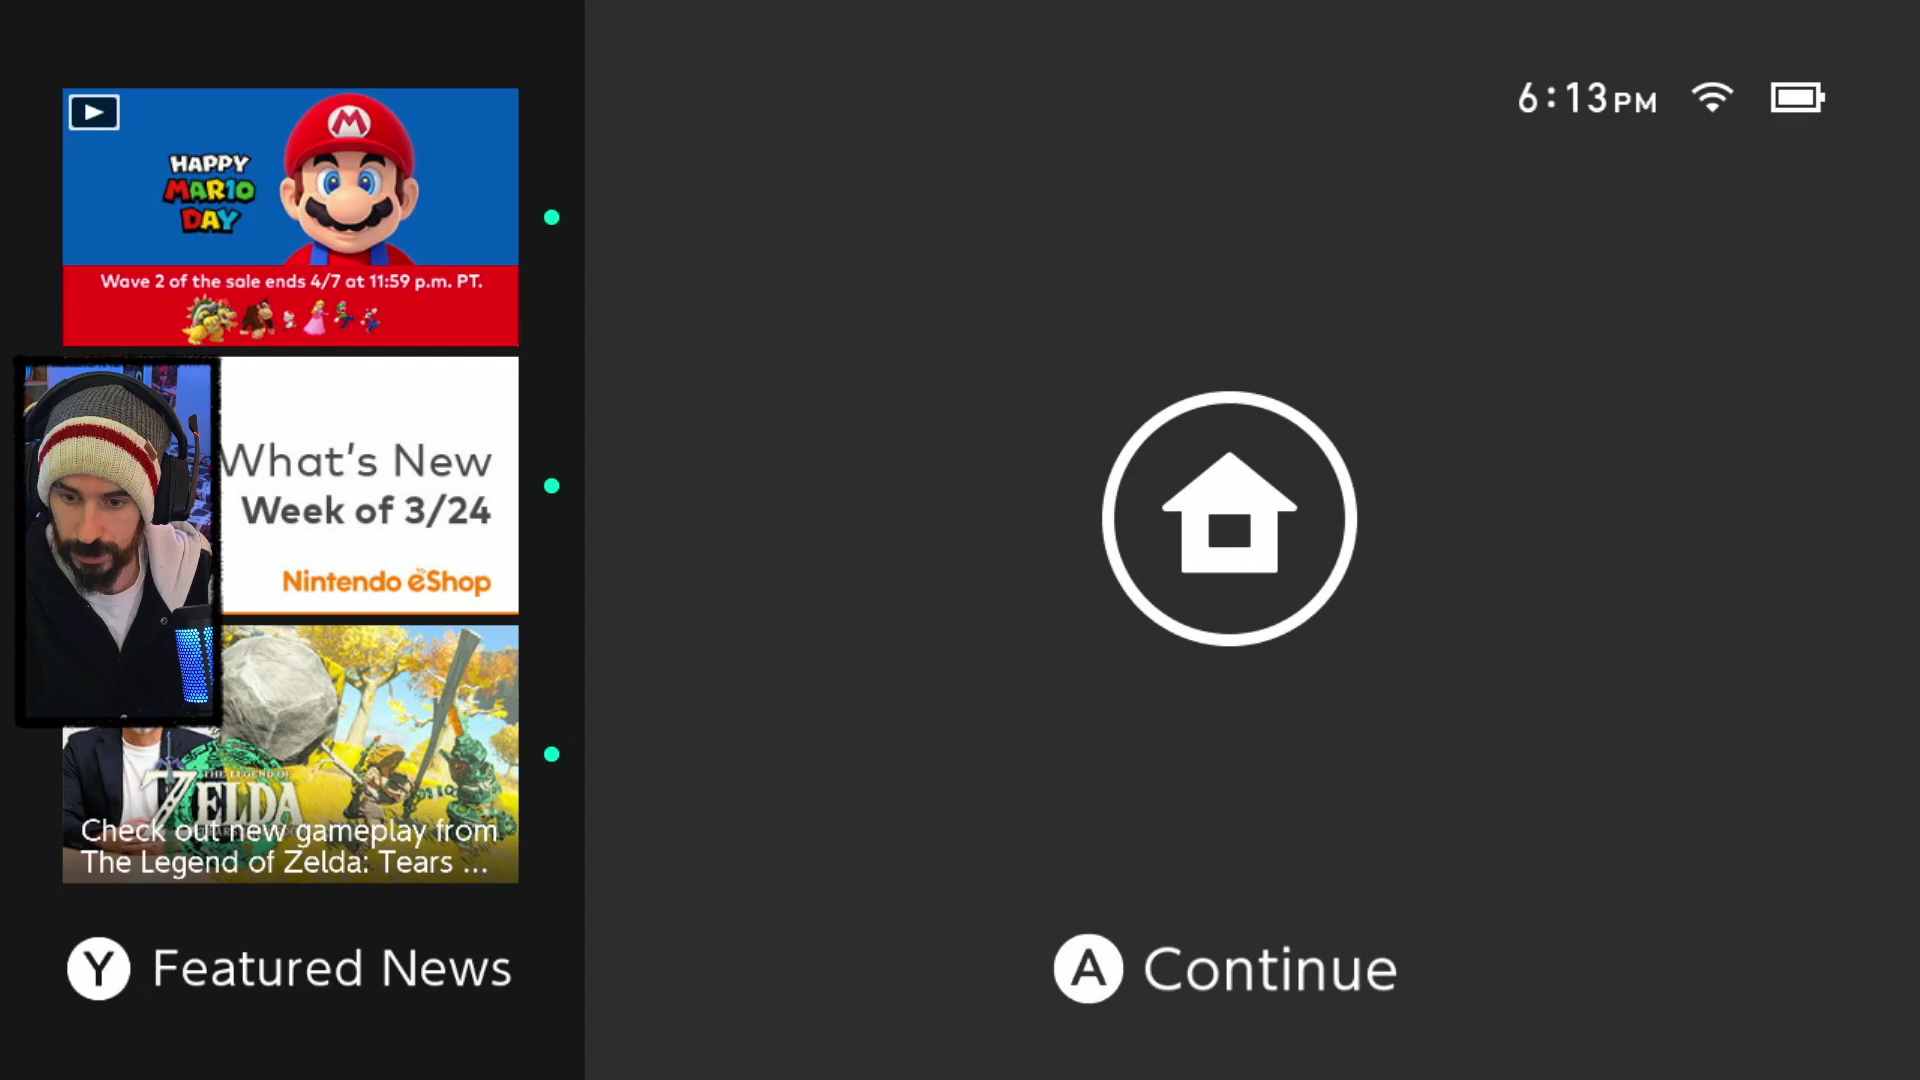 HAPPY
MAR10
DAY
Wave 2 of the sale ends 4/7 at 11:59 p.m. PT.
What's New
Week of 3/24
Nintendo eShop
THE LEGEND OF
ZELDA
Check out new gameplay from
The Legend of Zelda: Tears ...
Y Featured News
6:13 PM
A Continue